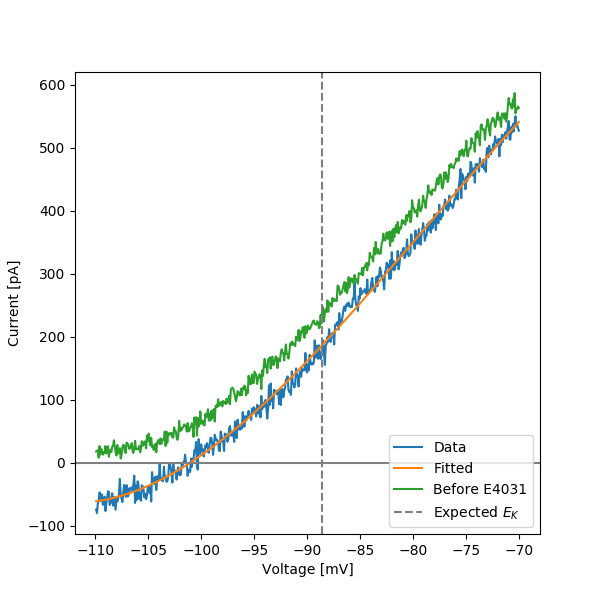 600
500
400
300
200
100
0
−100
Current [pA]
Data
Fitted
Before E4031
Expected E_K
−110 −105 −100 −95 −90 −85 −80 −75 −70
Voltage [mV]